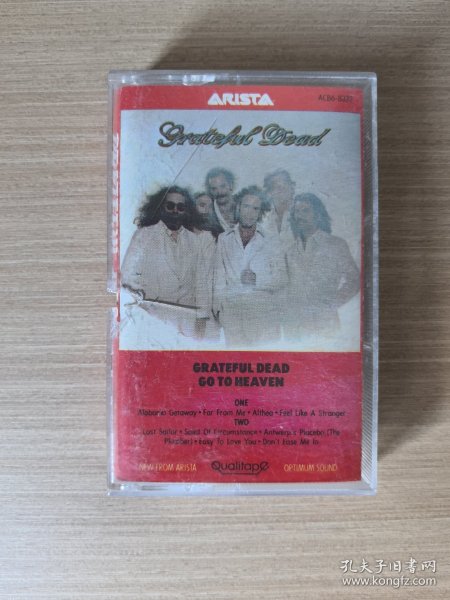 ARISTA
ACB6-8332
Grateful Dead
GRATEFUL DEAD
GO TO HEAVEN
ONE
Alabama Getaway • Far From Me • Althea • Feel Like A Stranger
TWO
Lost Sailor • Saint Of Circumstance • Antwerp's Placebo (The
Plumber) • Easy To Love You • Don't Ease Me In
NEW FROM ARISTA
Qualitape
OPTIMUM SOUND
孔夫子旧书网
www.kongfz.com